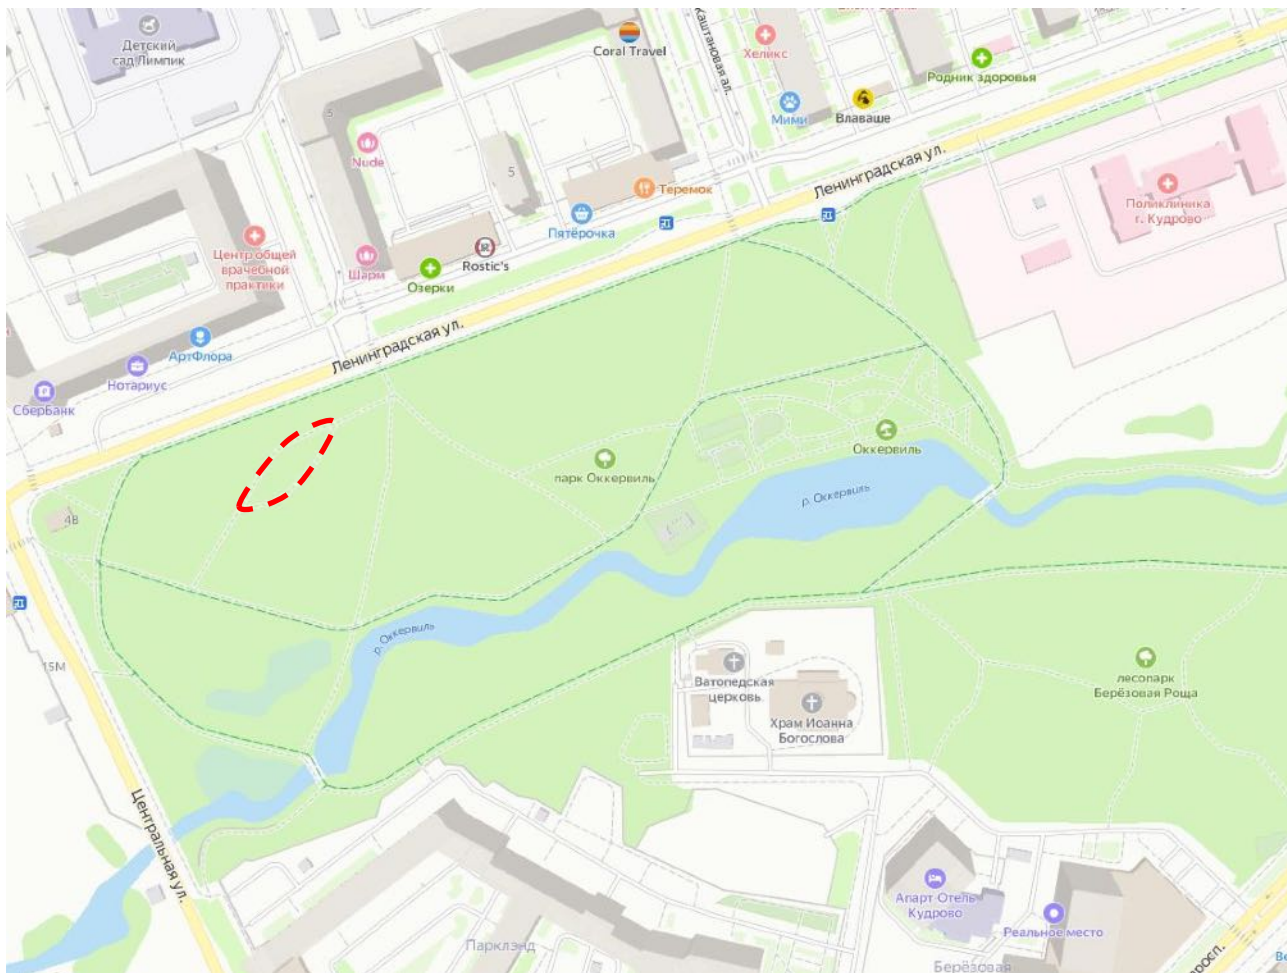 Детский
сад Лимпик
5
Coral Travel
Каштановая ал.
Хеликс
Родник здоровья
Мими
Влаваше
Nude
5
Теремок
Ленинградская ул.
Поликлиника
г. Кудрово
Пятёрочка
Центр общей
врачебной
практики
Шарм
Rostic's
Озерки
Ленинградская ул.
АртФлора
Нотариус
СберБанк
парк Оккервиль
Оккервиль
р. Оккервиль
4В
р. Оккервиль
15М
Ватопедская
церковь
Храм Иоанна
Богослова
лесопарк
Берёзовая Роща
Центральная ул.
Апарт Отель
Кудрово
Реальное место
Парклэнд
Берёзовая